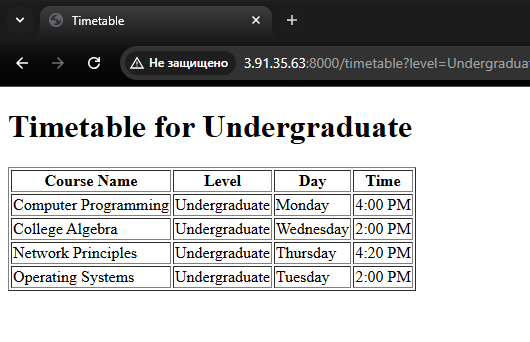 Timetable
Не защищено 3.91.35.63:8000/timetable?level=Undergradua
Timetable for Undergraduate
Course Name Level Day Time
Computer Programming Undergraduate Monday 4:00 PM
College Algebra Undergraduate Wednesday 2:00 PM
Network Principles Undergraduate Thursday 4:20 PM
Operating Systems Undergraduate Tuesday 2:00 PM